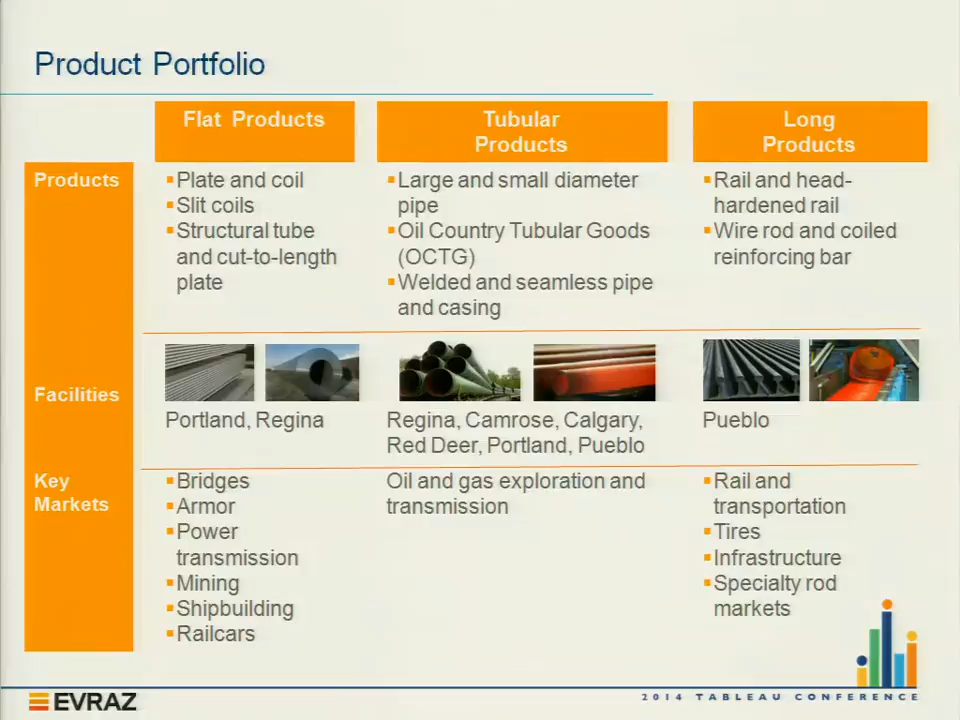 Product Portfolio
Flat Products
Tubular
Products
Long
Products
Products
▪Plate and coil
▪Slit coils
▪Structural tube
and cut-to-length
plate
▪Large and small diameter
pipe
▪Oil Country Tubular Goods
(OCTG)
▪Welded and seamless pipe
and casing
▪Rail and head-
hardened rail
▪Wire rod and coiled
reinforcing bar
Facilities
Portland, Regina
Regina, Camrose, Calgary,
Red Deer, Portland, Pueblo
Pueblo
Key
Markets
▪Bridges
▪Armor
▪Power
transmission
▪Mining
▪Shipbuilding
▪Railcars
Oil and gas exploration and
transmission
▪Rail and
transportation
▪Tires
▪Infrastructure
▪Specialty rod
markets
EVRAZ
2014 TABLEAU CONFERENCE